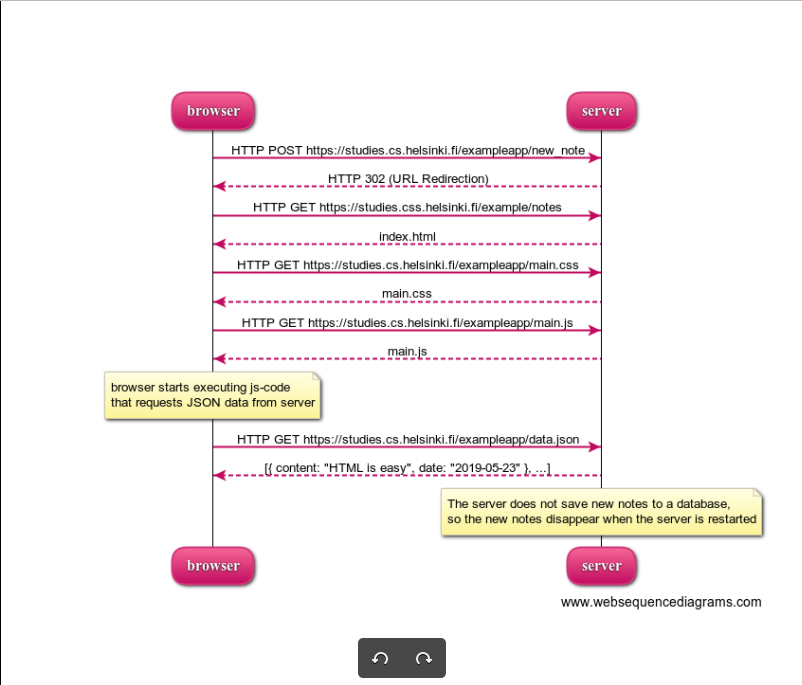 browser
server
HTTP POST https://studies.cs.helsinki.fi/exampleapp/new_note
HTTP 302 (URL Redirection)
HTTP GET https://studies.css.helsinki.fi/example/notes
index.html
HTTP GET https://studies.cs.helsinki.fi/exampleapp/main.css
main.css
HTTP GET https://studies.cs.helsinki.fi/exampleapp/main.js
main.js
browser starts executing js-code
that requests JSON data from server
HTTP GET https://studies.cs.helsinki.fi/exampleapp/data.json
[{ content: "HTML is easy", date: "2019-05-23" }, ...]
The server does not save new notes to a database,
so the new notes disappear when the server is restarted
browser
server
www.websequencediagrams.com